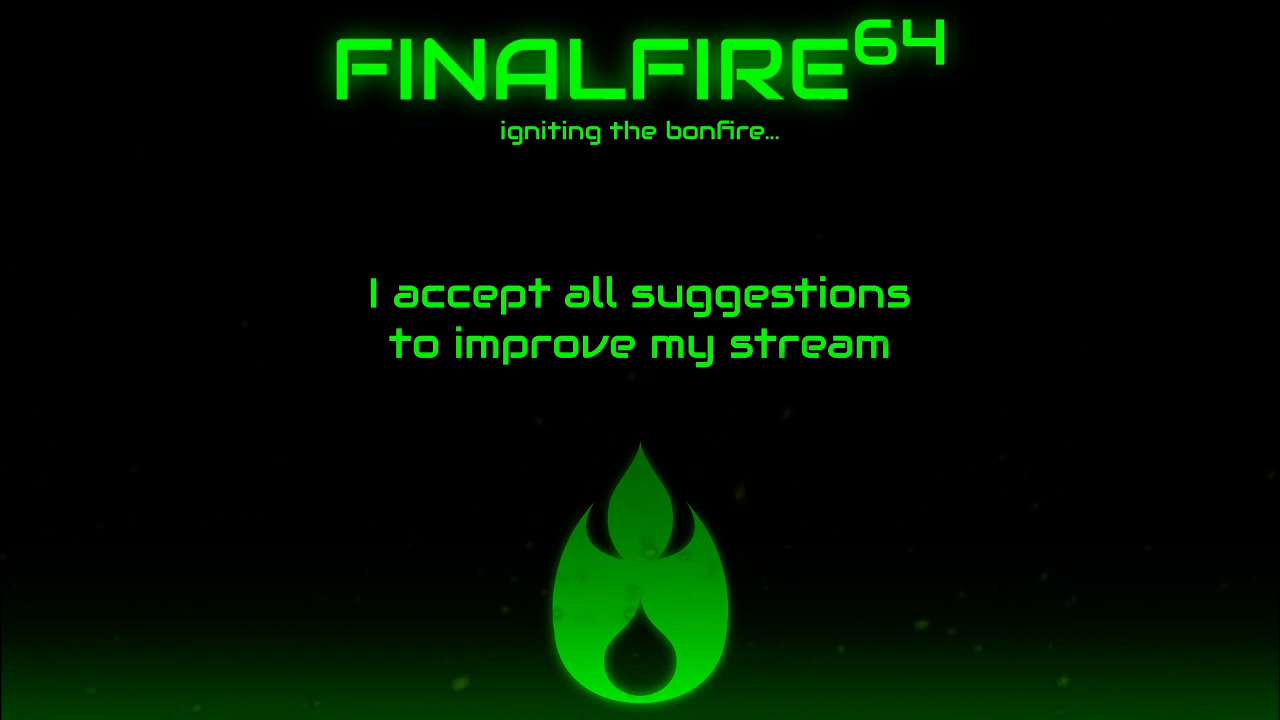 FINALFIRE64
igniting the bonfire...
I accept all suggestions
to improve my stream